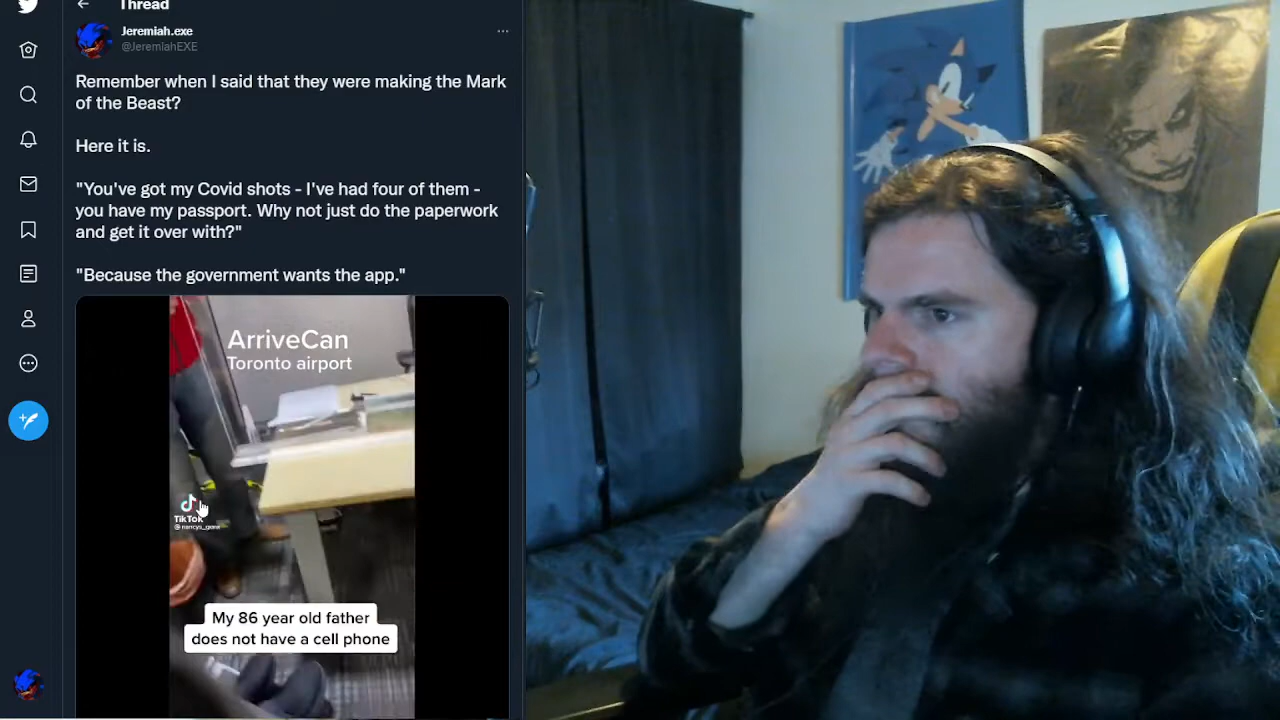 Thread
Jeremiah.exe
@JeremiahEXE
Remember when I said that they were making the Mark
of the Beast?
Here it is.
"You've got my Covid shots - I've had four of them -
you have my passport. Why not just do the paperwork
and get it over with?"
"Because the government wants the app."
ArriveCan
Toronto airport
TikTok
My 86 year old father
does not have a cell phone